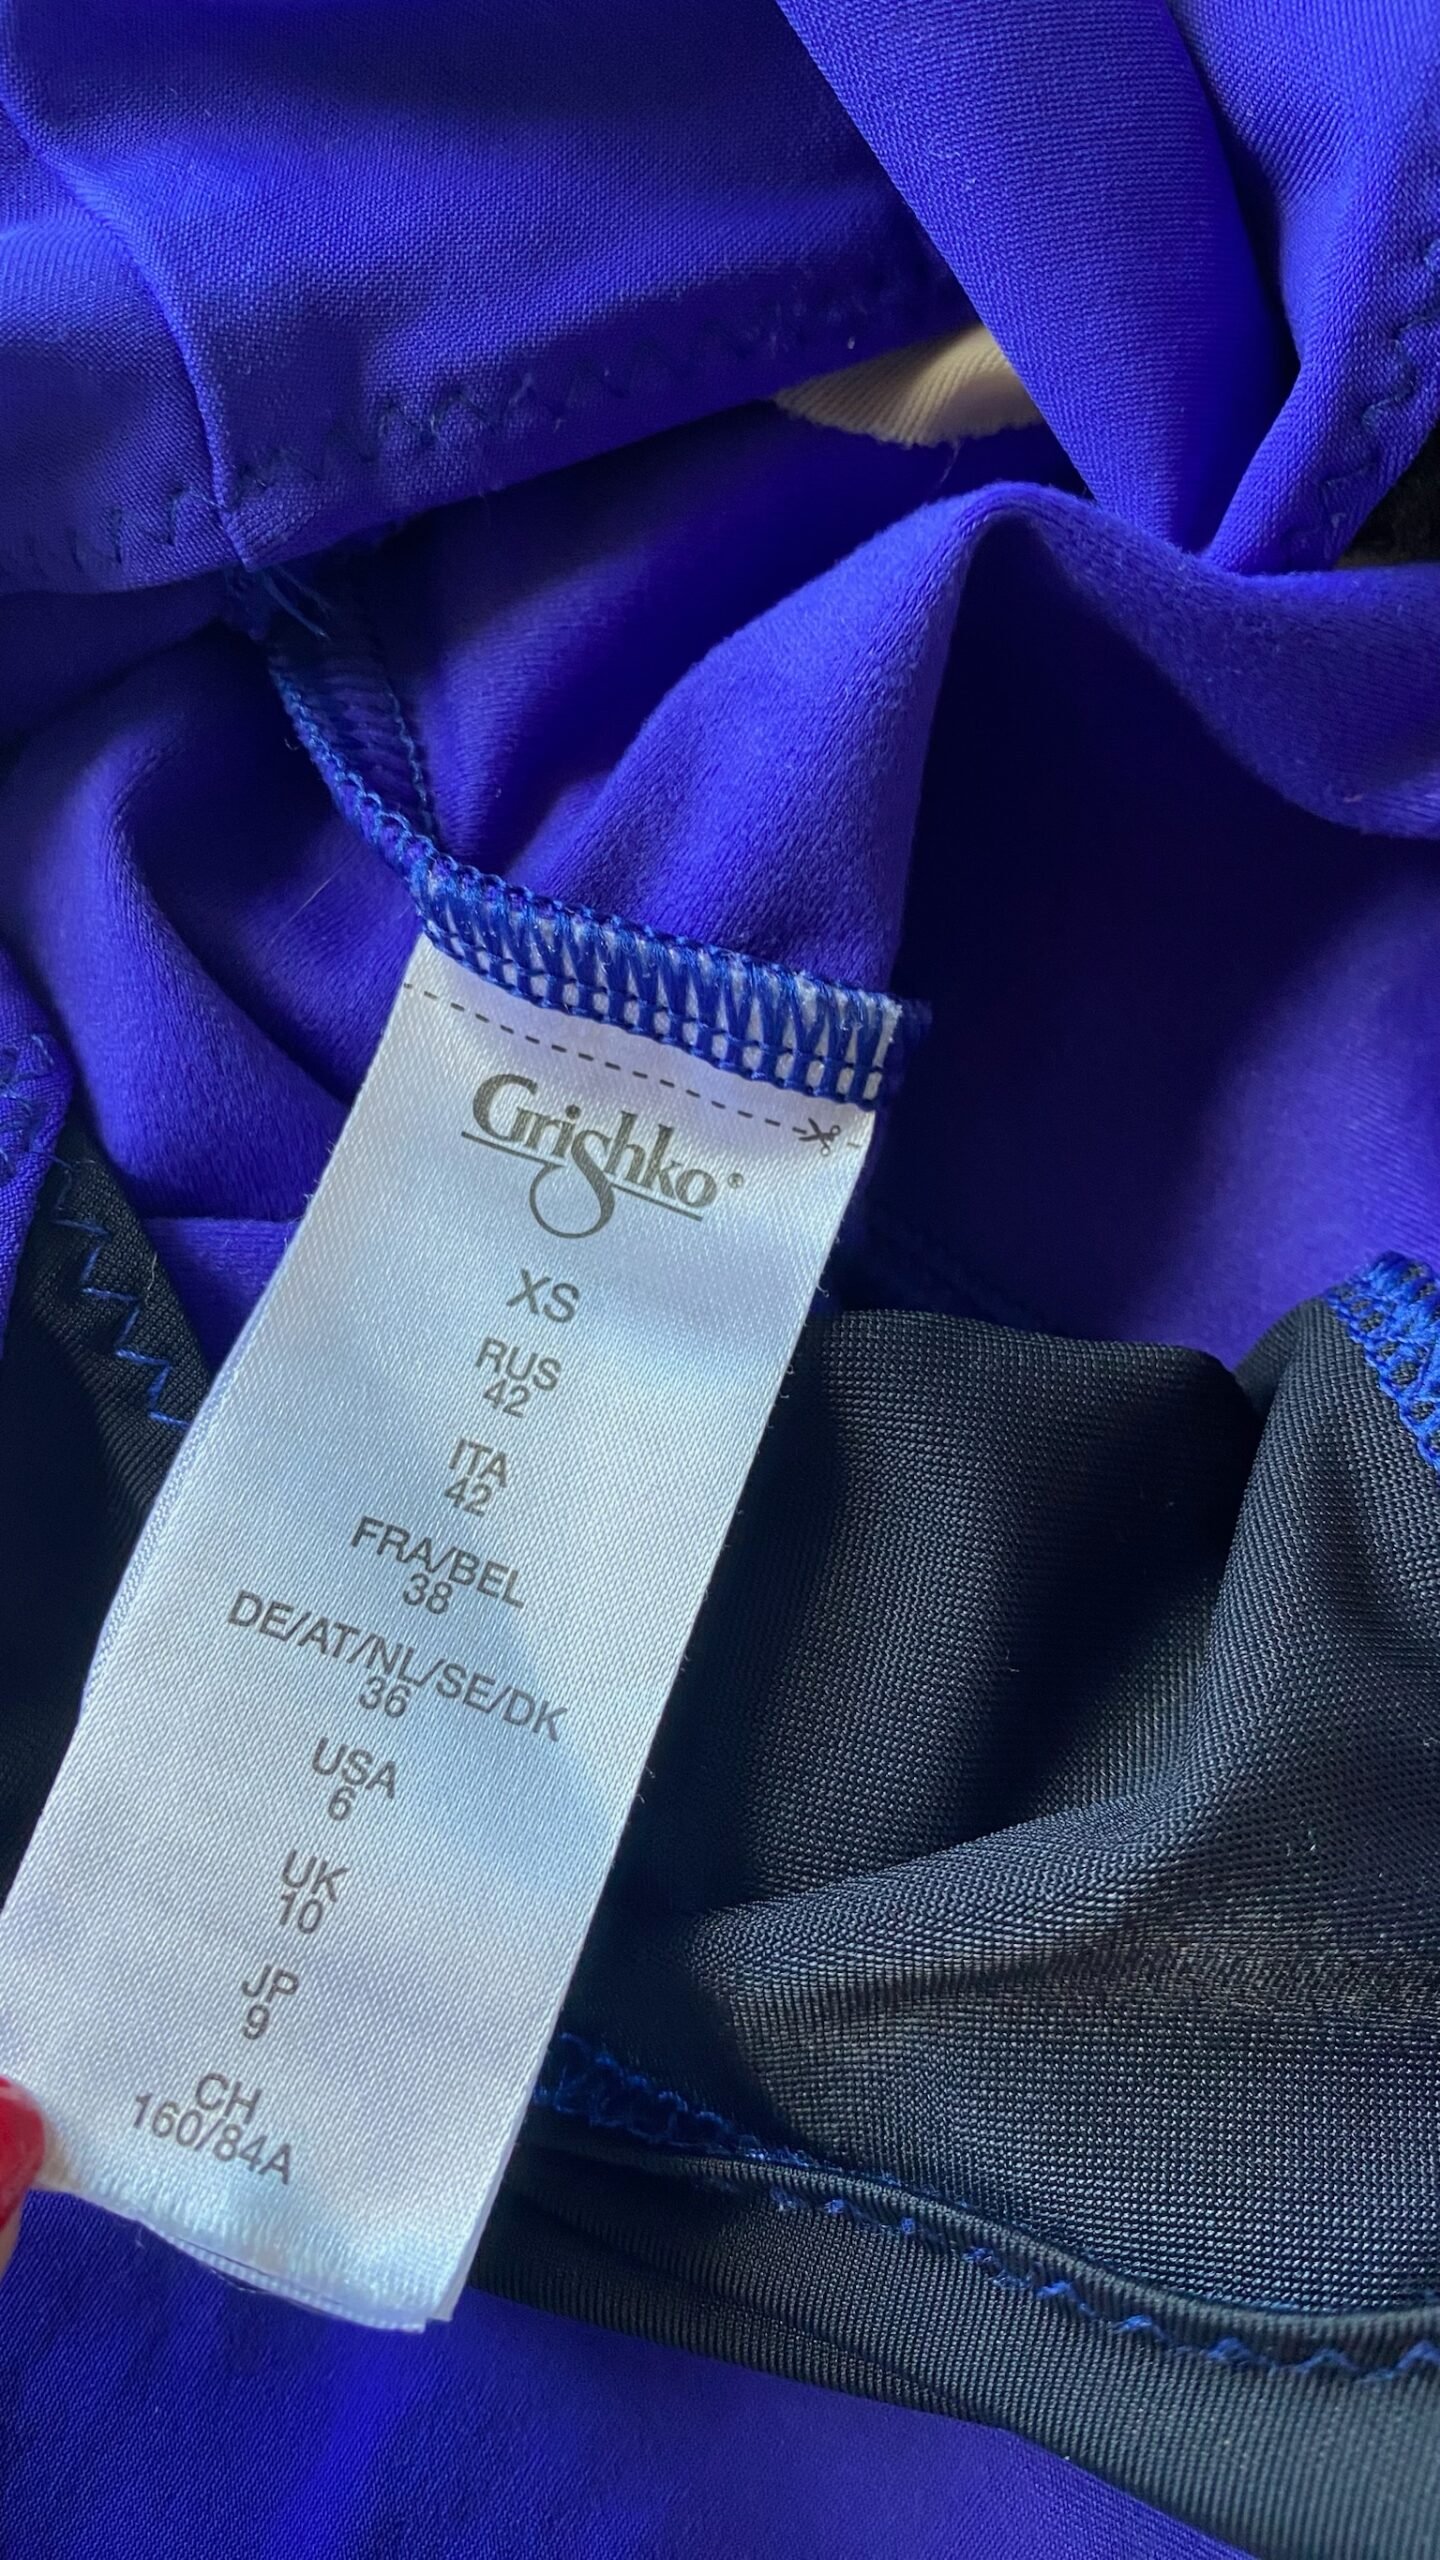 Grishko®
XS
RUS
42
ITA
42
FRA/BEL
38
DE/AT/NL/SE/DK
36
USA
6
UK
10
JP
9
CH
160/84A